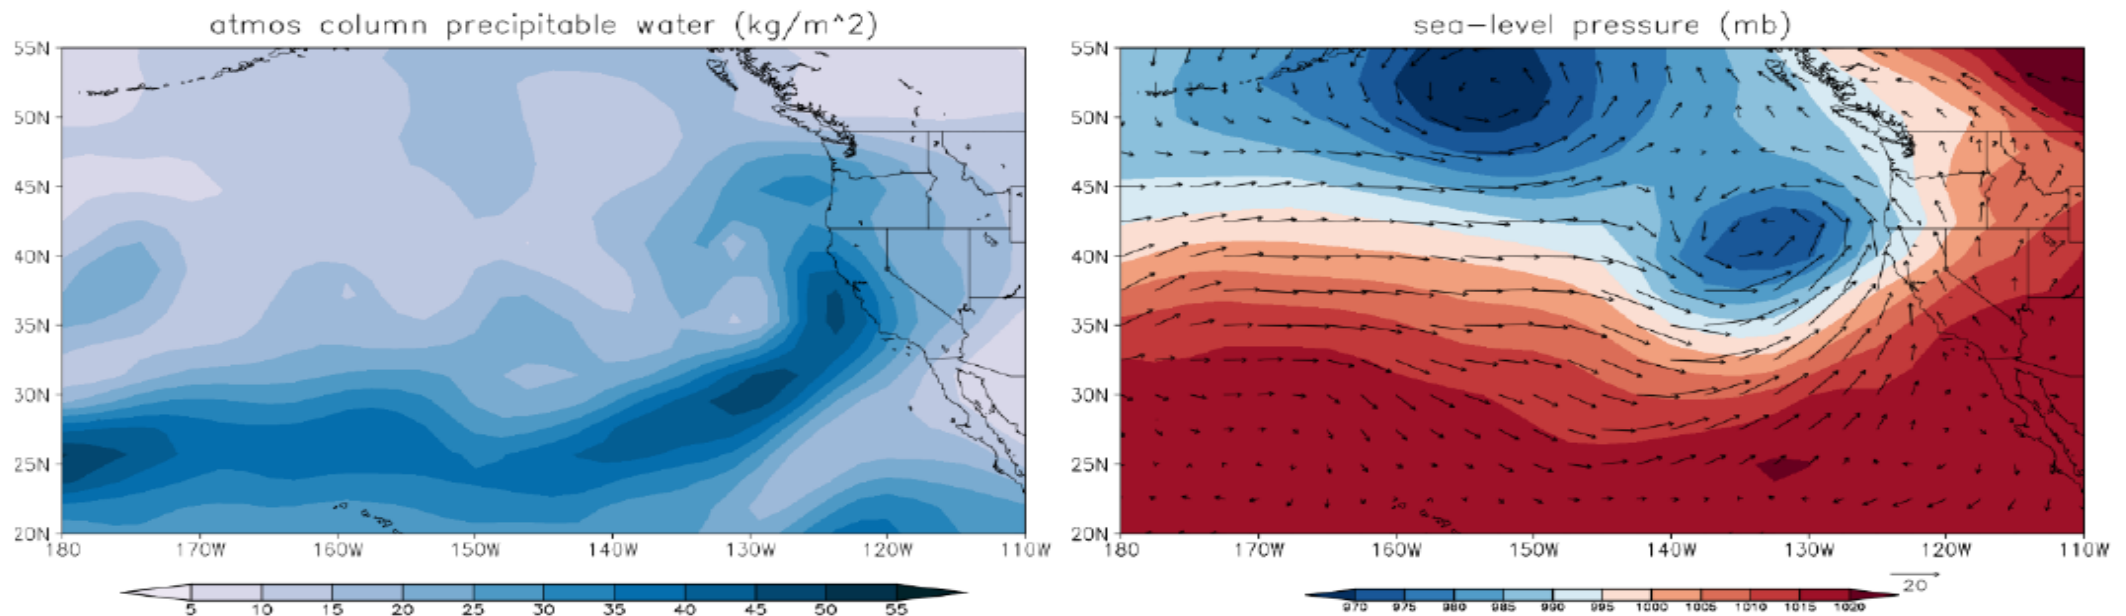 atmos column precipitable water (kg/m^2)
55N
50N
45N
40N
35N
30N
25N
20N
180 170W 160W 150W 140W 130W 120W 110W
5 10 15 20 25 30 35 40 45 50 55
sea-level pressure (mb)
55N
50N
45N
40N
35N
30N
25N
20N
180 170W 160W 150W 140W 130W 120W 110W
20
970 975 980 985 990 995 1000 1005 1010 1015 1020